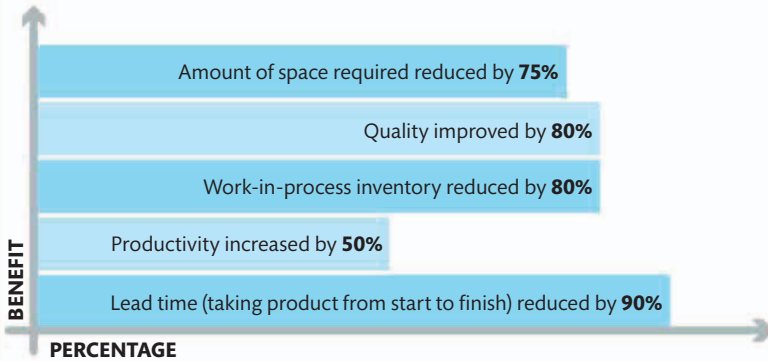 Amount of space required reduced by 75%
Quality improved by 80%
Work-in-process inventory reduced by 80%
Productivity increased by 50%
Lead time (taking product from start to finish) reduced by 90%
BENEFIT
PERCENTAGE